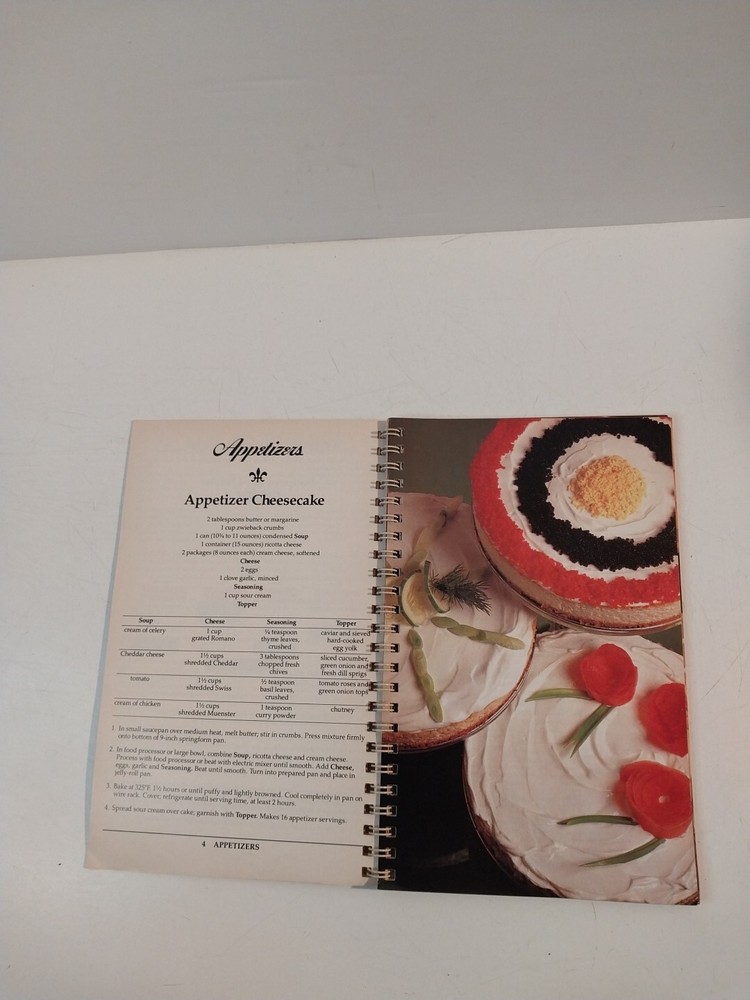 Appetizers
Appetizer Cheesecake
2 tablespoons butter or margarine
1 cup zwieback crumbs
1 can (10¾ to 11 ounces) condensed Soup
1 container (15 ounces) ricotta cheese
2 packages (8 ounces each) cream cheese, softened
Cheese
2 eggs
1 clove garlic, minced
Seasoning
1 cup sour cream
Topper
Soup Cheese Seasoning Topper
cream of celery 1 cup grated Romano ¼ teaspoon thyme leaves, crushed caviar and sieved hard-cooked egg yolk
Cheddar cheese 1½ cups shredded Cheddar 3 tablespoons chopped fresh chives sliced cucumber, green onion and fresh dill sprigs
tomato 1½ cups shredded Swiss ½ teaspoon basil leaves, crushed tomato roses and green onion tops
cream of chicken 1½ cups shredded Muenster 1 teaspoon curry powder chutney
1. In small saucepan over medium heat, melt butter; stir in crumbs. Press mixture firmly
onto bottom of 9-inch springform pan.
2. In food processor or large bowl, combine Soup, ricotta cheese and cream cheese.
Process with food processor or beat with electric mixer until smooth. Add Cheese,
eggs, garlic and Seasoning. Beat until smooth. Turn into prepared pan and place in
jelly-roll pan.
3. Bake at 325°F. 1½ hours or until puffy and lightly browned. Cool completely in pan on
wire rack. Cover; refrigerate until serving time, at least 2 hours.
4. Spread sour cream over cake; garnish with Topper. Makes 16 appetizer servings.
4 APPETIZERS